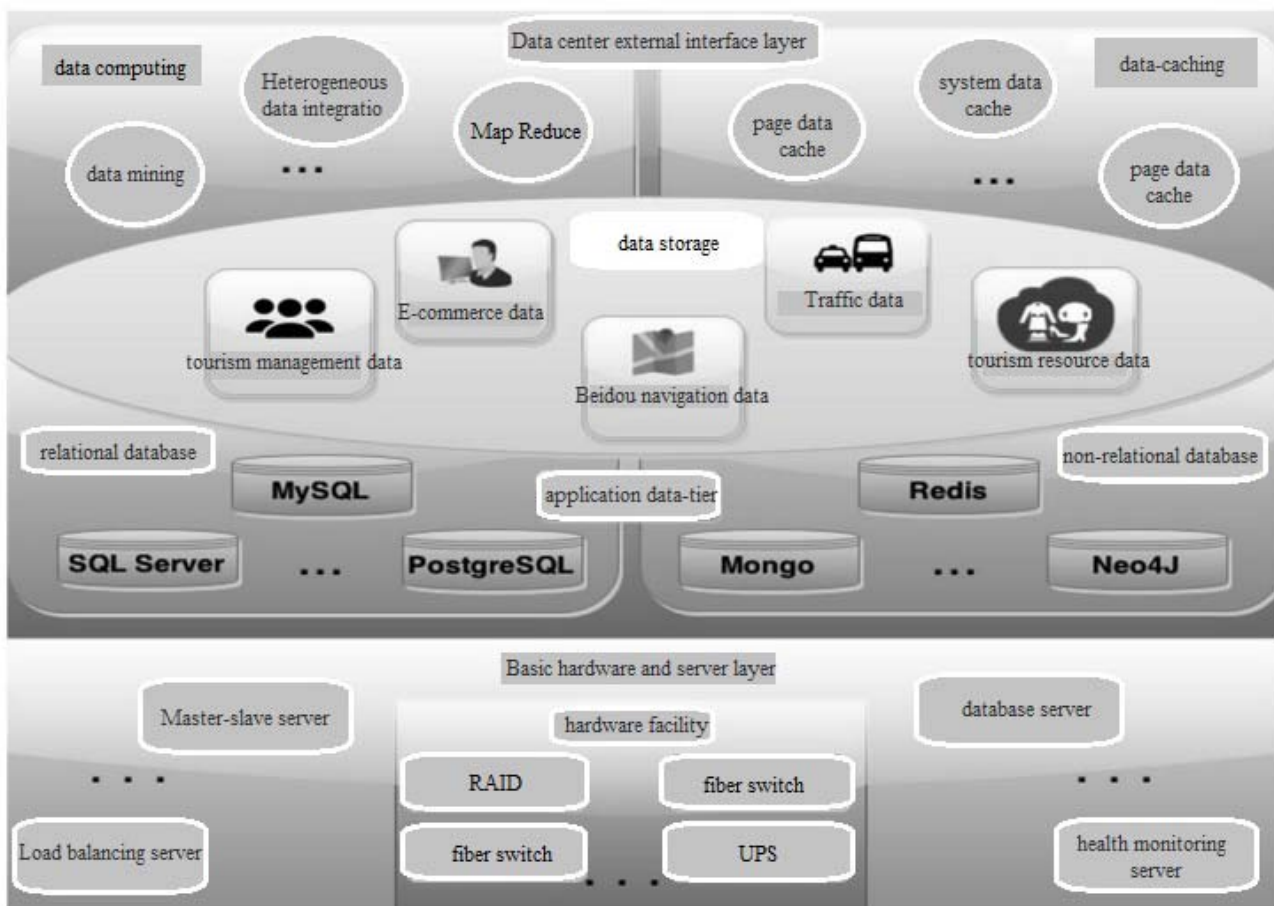 Data center external interface layer
data computing
Heterogeneous
data integratio
data mining
...
Map Reduce
page data
cache
system data
cache
...
data-caching
page data
cache
data storage
E-commerce data
Traffic data
tourism management data
Beidou navigation data
tourism resource data
relational database
MySQL
SQL Server
...
PostgreSQL
application data-tier
non-relational database
Redis
Mongo
...
Neo4J
Basic hardware and server layer
Master-slave server
...
Load balancing server
hardware facility
RAID
fiber switch
fiber switch
UPS
...
database server
...
health monitoring
server